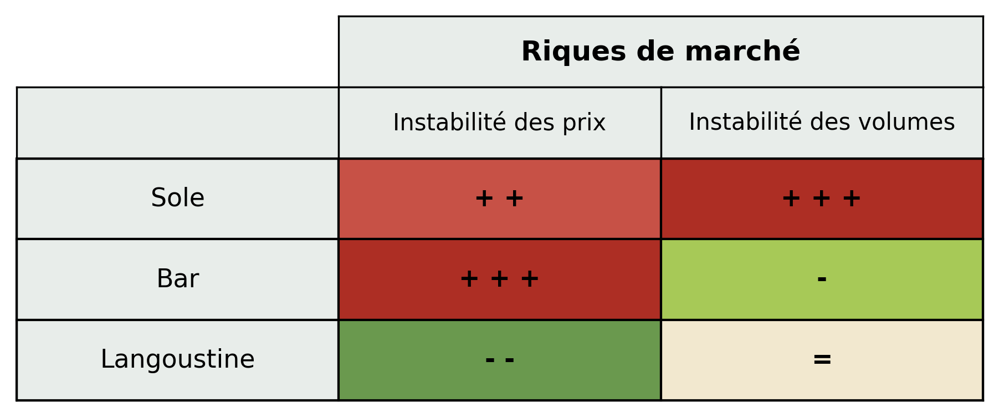 Riques de marché
Instabilité des prix Instabilité des volumes
Sole + + + + +
Bar + + + -
Langoustine - - =